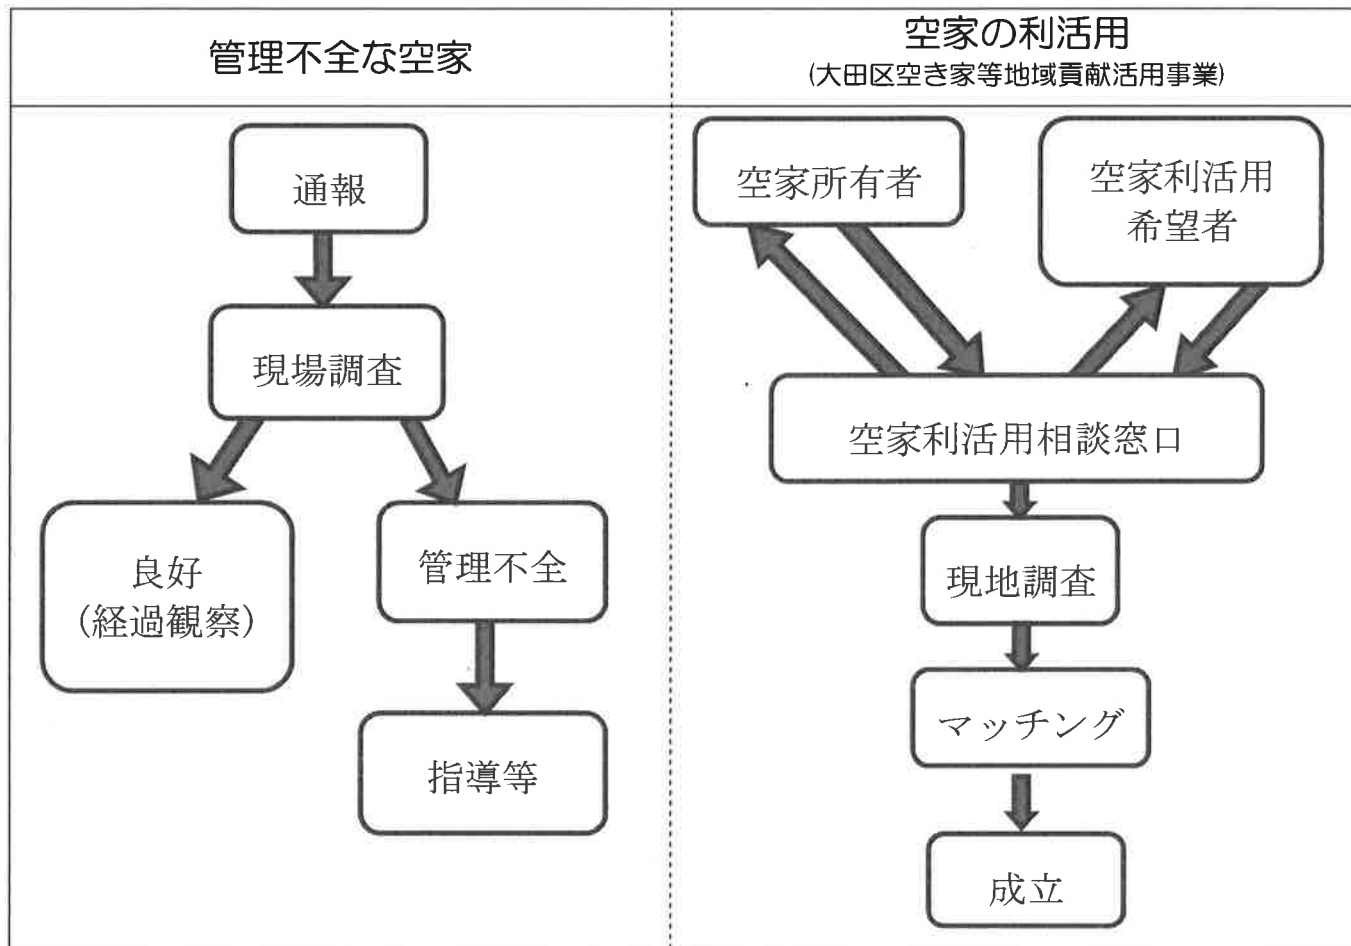 管理不全な空家
通報
現場調査
良好
(経過観察)
管理不全
指導等
空家の利活用
(大田区空き家等地域貢献活用事業)
空家所有者
空家利活用
希望者
空家利活用相談窓口
現地調査
マッチング
成立